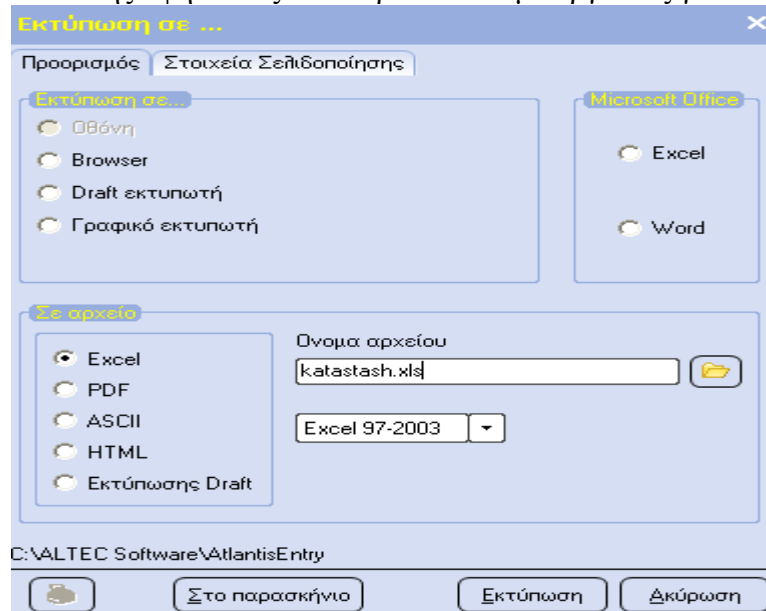 Εκτύπωση σε ...
Προορισμός Στοιχεία Σελιδοποίησης
Εκτύπωση σε... Microsoft Office
Οθόνη
Browser Excel
Draft εκτυπωτή
Γραφικό εκτυπωτή Word
Σε αρχείο
Ονομα αρχείου
Excel katastash.xls
PDF
ASCII Excel 97-2003
HTML
Εκτύπωσης Draft
C:\ALTEC Software\AtlantisEntry
Στο παρασκήνιο Εκτύπωση Ακύρωση